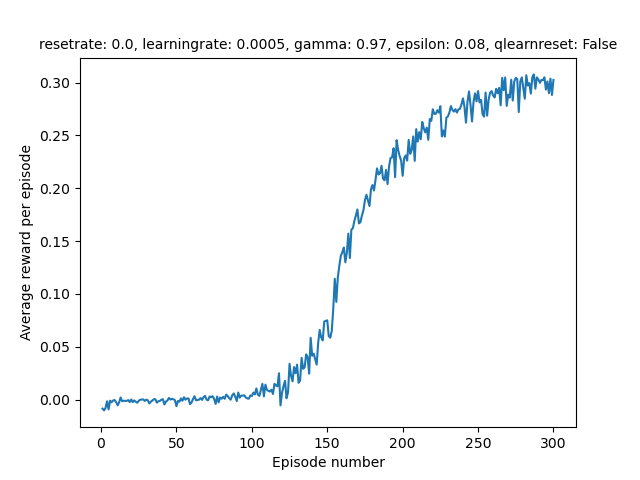 resetrate: 0.0, learningrate: 0.0005, gamma: 0.97, epsilon: 0.08, qlearnreset: False
Average reward per episode
0.30
0.25
0.20
0.15
0.10
0.05
0.00
0 50 100 150 200 250 300
Episode number